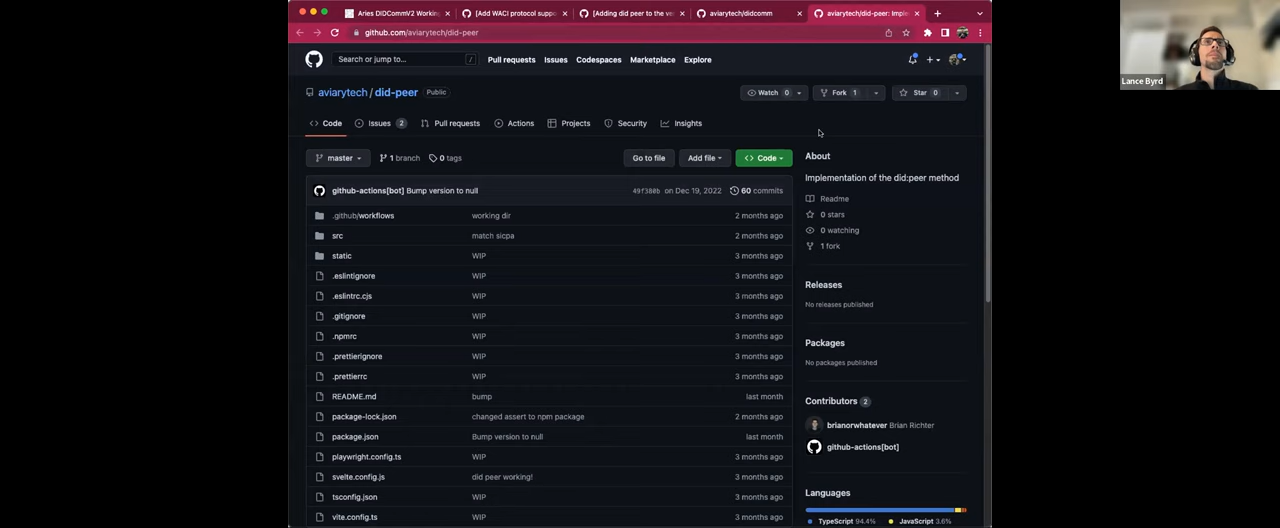 Aries DIDCommV2 Workin
[Add WACI protocol suppo
[Adding did peer to the ve
aviarytech/didcomm
aviarytech/did-peer: Imple
github.com/aviarytech/did-peer
Search or jump to...
/
Pull requests
Issues
Codespaces
Marketplace
Explore
aviarytech / did-peer
Public
Watch 0
Fork 1
Star 0
Code
Issues 2
Pull requests
Actions
Projects
Security
Insights
master
1 branch
0 tags
Go to file
Add file
Code
github-actions[bot] Bump version to null
49f380b on Dec 19, 2022
60 commits
.github/workflows working dir 2 months ago
src match sicpa 2 months ago
static WIP 3 months ago
.eslintignore WIP 3 months ago
.eslintrc.cjs WIP 3 months ago
.gitignore WIP 3 months ago
.npmrc WIP 3 months ago
.prettierignore WIP 3 months ago
.prettierrc WIP 3 months ago
README.md bump last month
package-lock.json changed assert to npm package 2 months ago
package.json Bump version to null last month
playwright.config.ts WIP 3 months ago
svelte.config.js did peer working! 3 months ago
tsconfig.json WIP 3 months ago
vite.config.ts WIP 3 months ago
About
Implementation of the did:peer method
Readme
0 stars
0 watching
1 fork
Releases
No releases published
Packages
No packages published
Contributors 2
brianorwhatever Brian Richter
github-actions[bot]
Languages
TypeScript 94.4%
JavaScript 3.6%
Lance Byrd